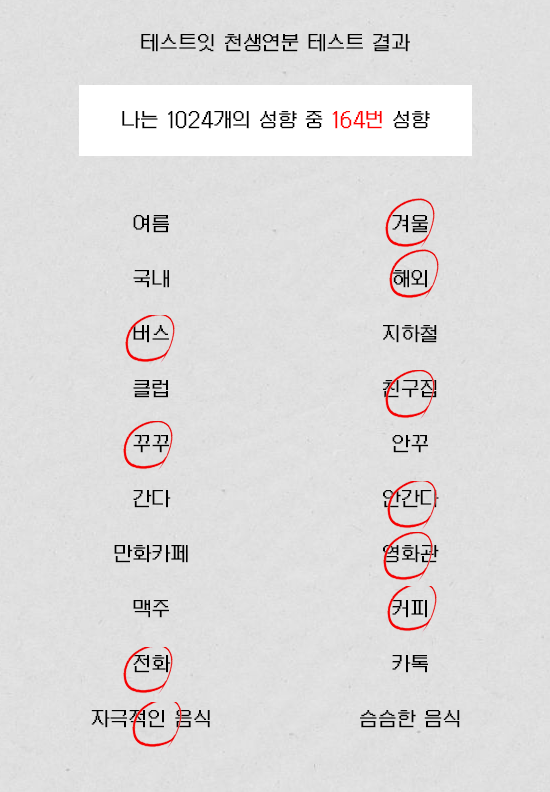 테스트잇 천생연분 테스트 결과
나는 1024개의 성향 중 164번 성향
여름 겨울
국내 해외
버스 지하철
클럽 친구집
꾸꾸 안꾸
간다 안간다
만화카페 영화관
맥주 커피
전화 카톡
자극적인 음식 슴슴한 음식